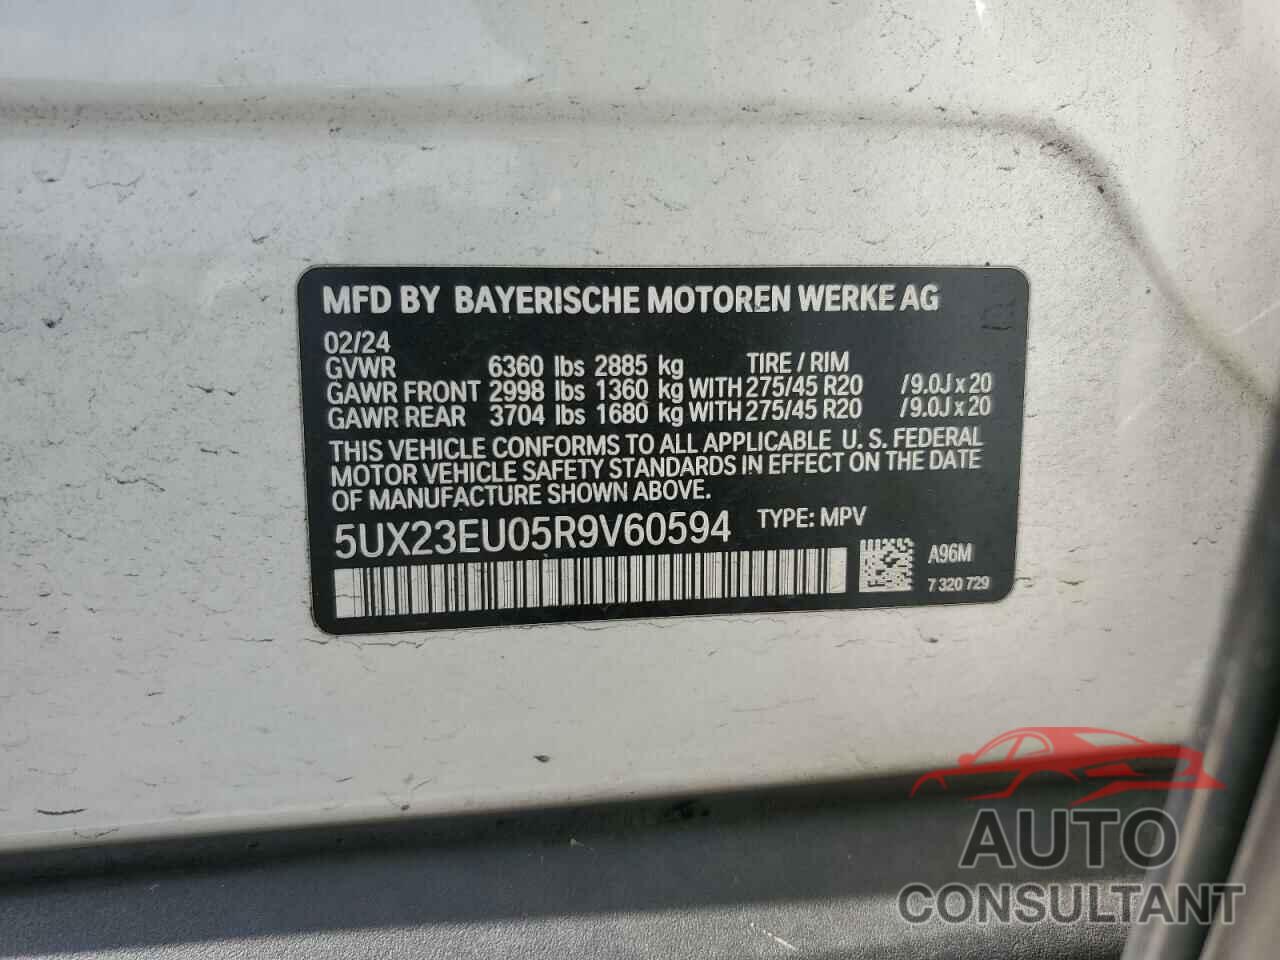 MFD BY BAYERISCHE MOTOREN WERKE AG
02/24
GVWR 6360 lbs 2885 kg TIRE / RIM
GAWR FRONT 2998 lbs 1360 kg WITH 275/45 R20 /9.0J x 20
GAWR REAR 3704 lbs 1680 kg WITH 275/45 R20 /9.0J x 20
THIS VEHICLE CONFORMS TO ALL APPLICABLE U. S. FEDERAL
MOTOR VEHICLE SAFETY STANDARDS IN EFFECT ON THE DATE
OF MANUFACTURE SHOWN ABOVE.
5UX23EU05R9V60594 TYPE: MPV
A96M
7 320 729
AUTO
CONSULTANT